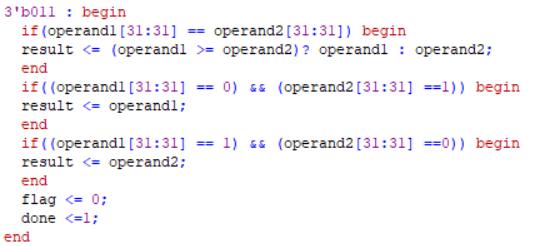 3'b011 : begin
if(operand1[31:31] == operand2[31:31]) begin
result <= (operand1 >= operand2)? operand1 : operand2;
end
if((operand1[31:31] == 0) && (operand2[31:31] ==1)) begin
result <= operand1;
end
if((operand1[31:31] == 1) && (operand2[31:31] ==0)) begin
result <= operand2;
end
flag <= 0;
done <=1;
end